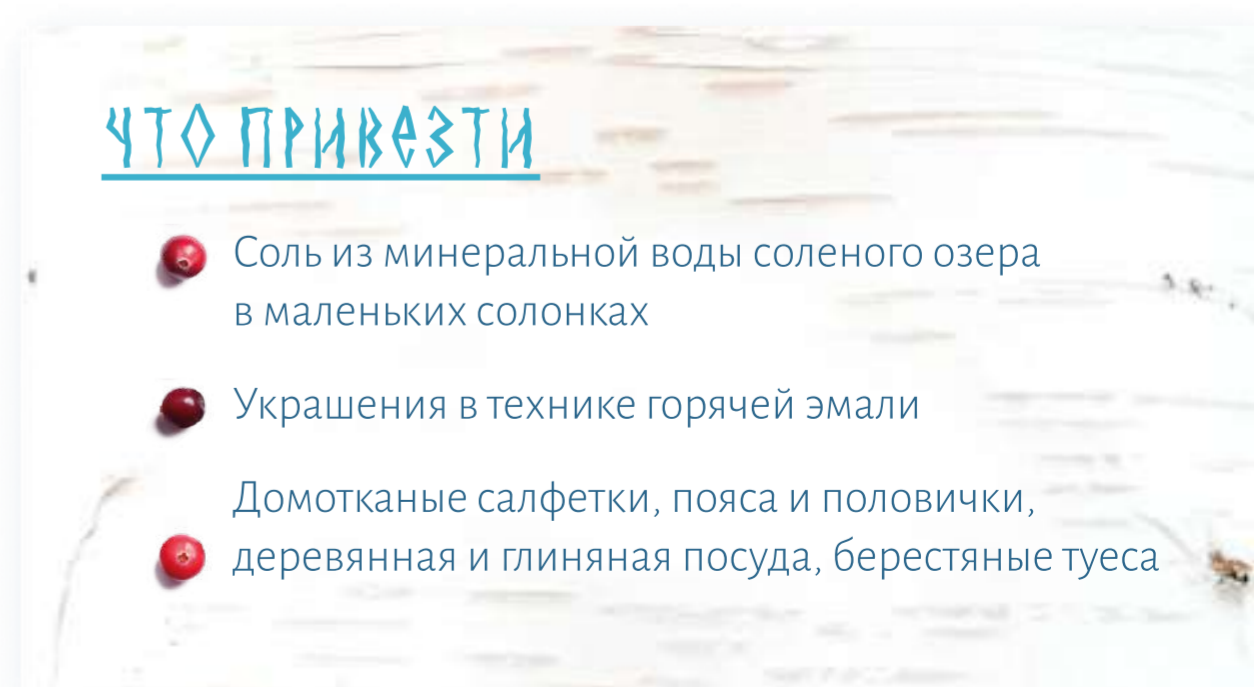 ЧТО ПРИВЕЗТИ
Соль из минеральной воды соленого озера
в маленьких солонках
Украшения в технике горячей эмали
Домотканые салфетки, пояса и половички,
деревянная и глиняная посуда, берестяные туеса